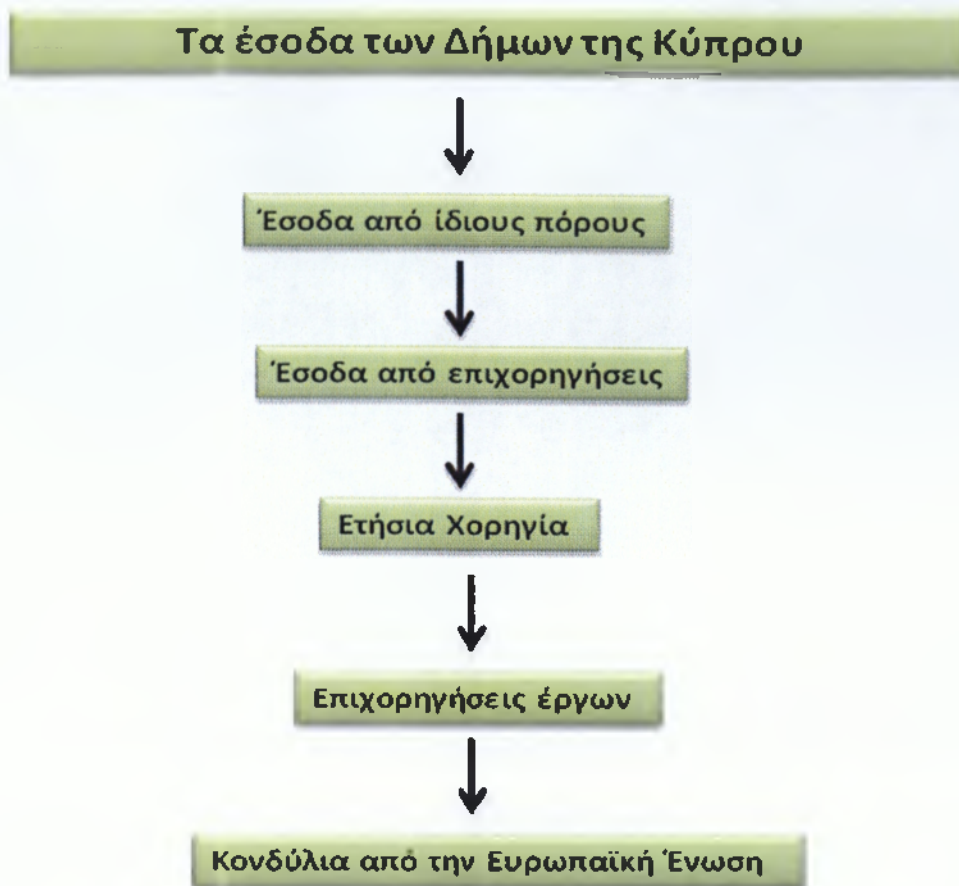 Τα έσοδα των Δήμων της Κύπρου
Έσοδα από ίδιους πόρους
Έσοδα από επιχορηγήσεις
Ετήσια Χορηγία
Επιχορηγήσεις έργων
Κονδύλια από την Ευρωπαϊκή Ένωση